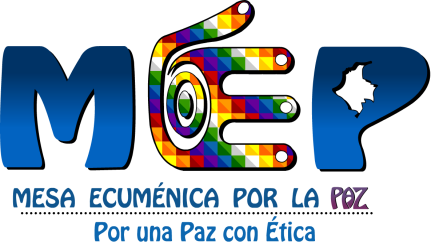 MEP
MESA ECUMÉNICA POR LA PAZ
Por una Paz con Ética